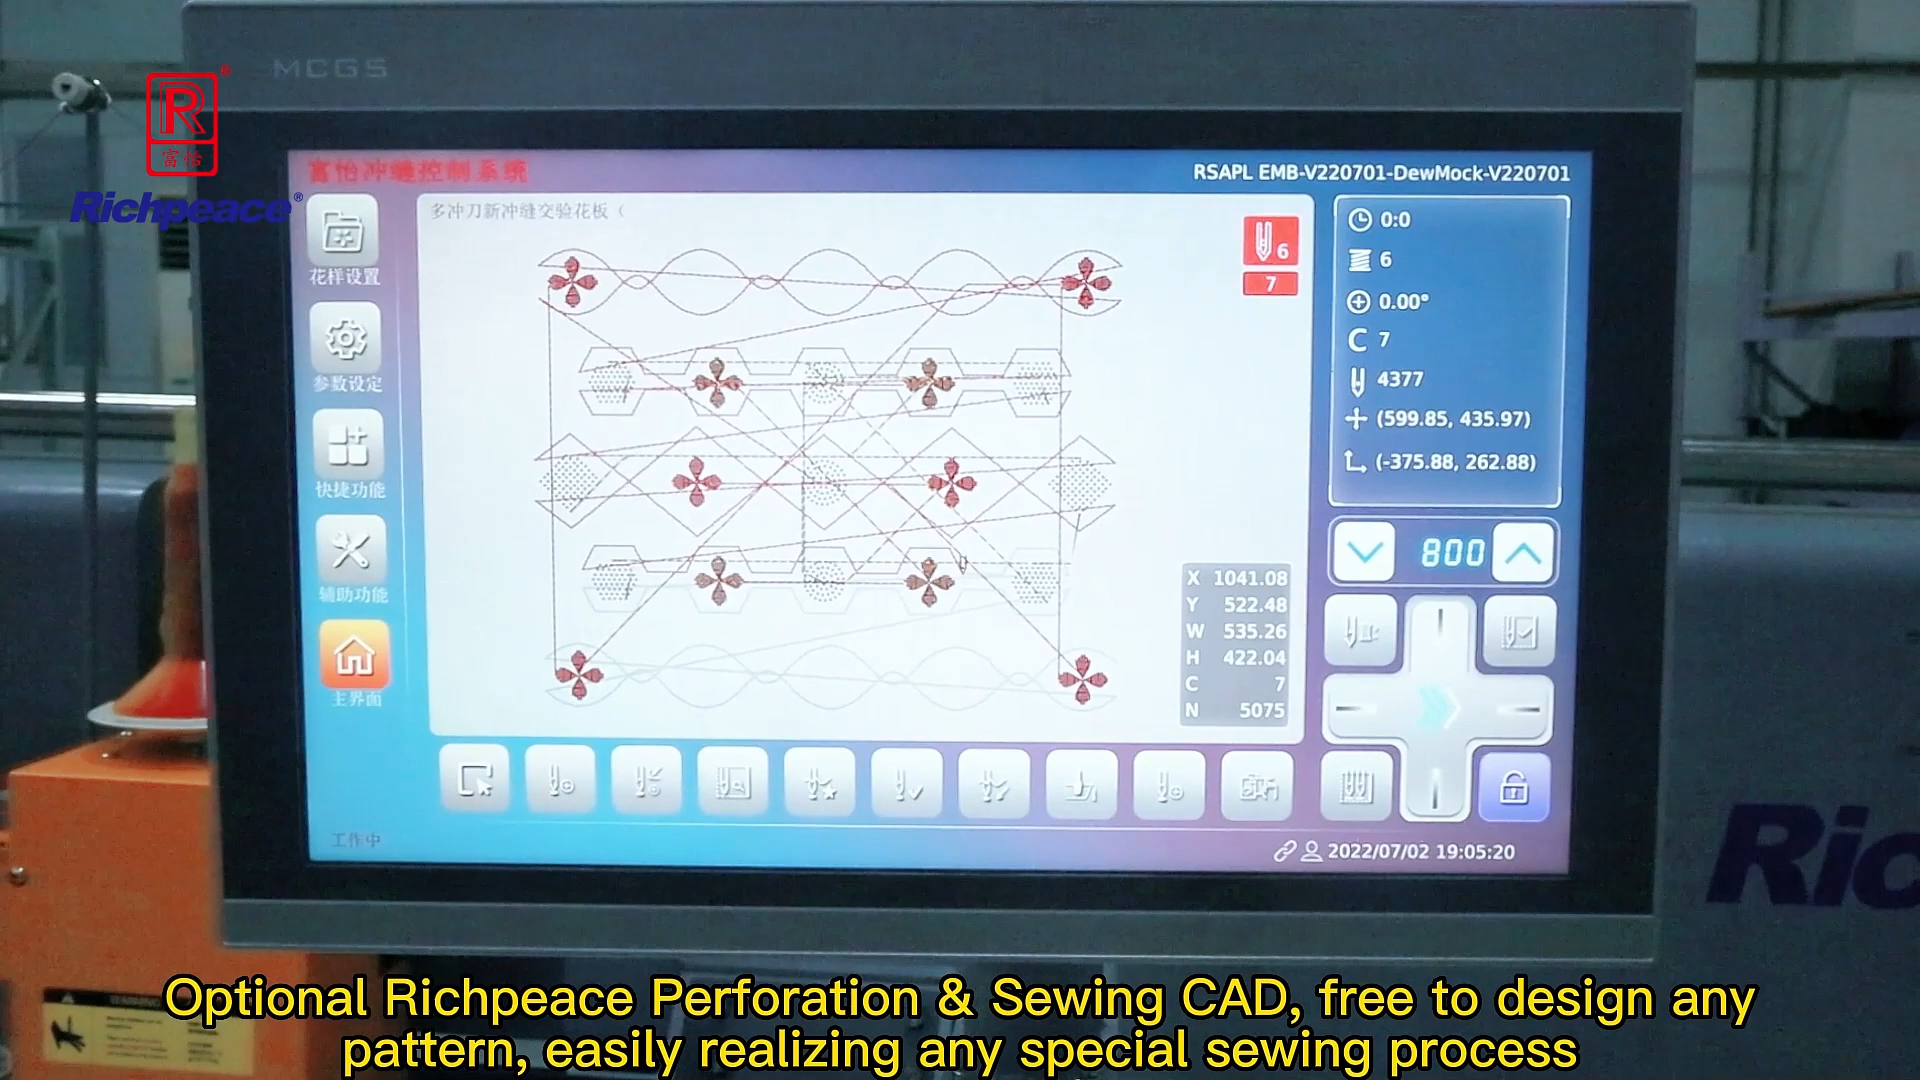 MCGS
R
®
富怡
Richpeace®
富怡冲缝控制系统
RSAPL EMB-V220701-DewMock-V220701
多冲刀新冲缝交验花板（
花样设置
参数设定
快捷功能
辅助功能
主界面
6
7
0:0
6
0.00°
C 7
4377
(599.85, 435.97)
(-375.88, 262.88)
800
X 1041.08
Y 522.48
W 535.26
H 422.04
C 7
N 5075
工作中
2022/07/02 19:05:20
Ric
WARNING
Optional Richpeace Perforation & Sewing CAD, free to design any
pattern, easily realizing any special sewing process